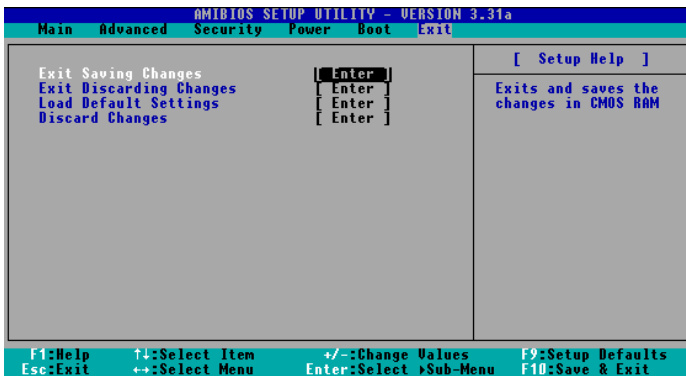 AMIBIOS SETUP UTILITY - VERSION 3.31a
Main Advanced Security Power Boot Exit
[ Setup Help ]
Exit Saving Changes [ Enter ]
Exit Discarding Changes [ Enter ]
Load Default Settings [ Enter ]
Discard Changes [ Enter ]
Exits and saves the
changes in CMOS RAM
F1:Help ↑↓:Select Item +/-:Change Values F9:Setup Defaults
Esc:Exit ↔:Select Menu Enter:Select ▸Sub-Menu F10:Save & Exit